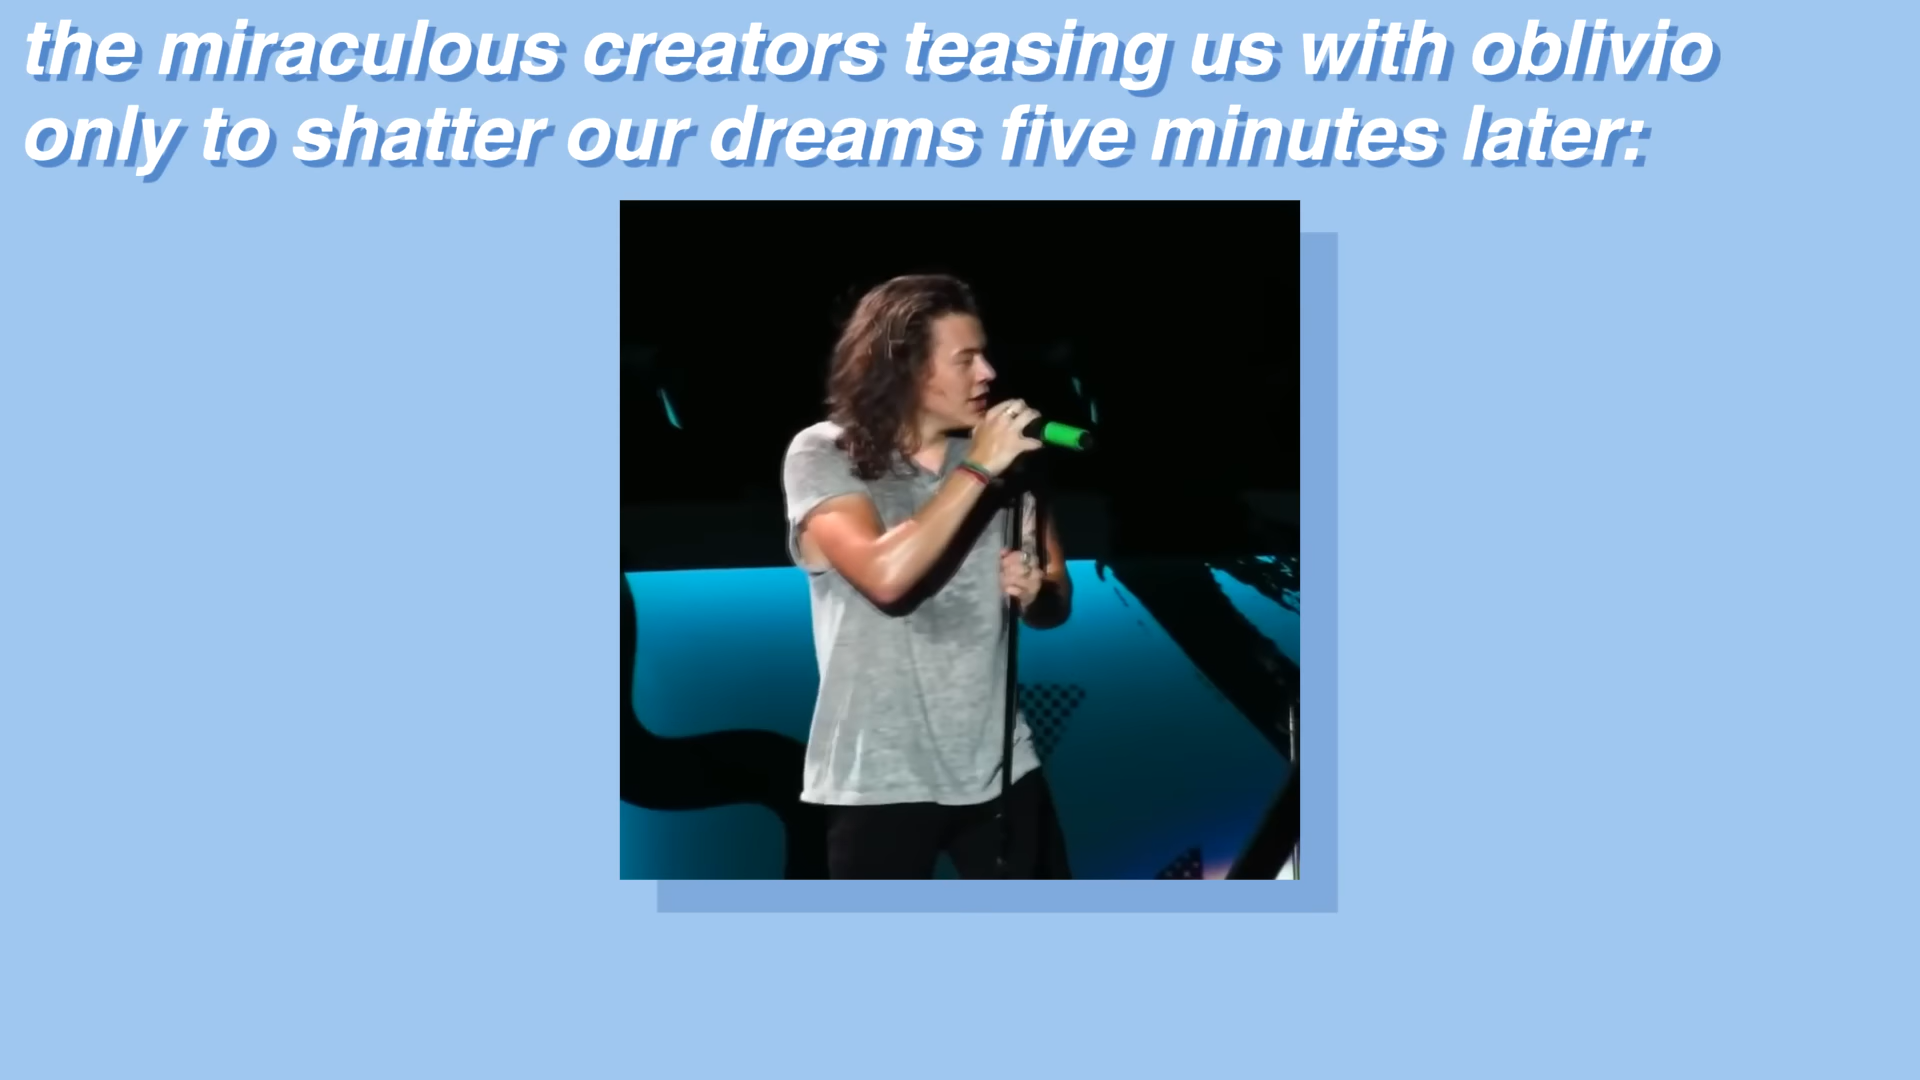 the miraculous creators teasing us with oblivio
only to shatter our dreams five minutes later: